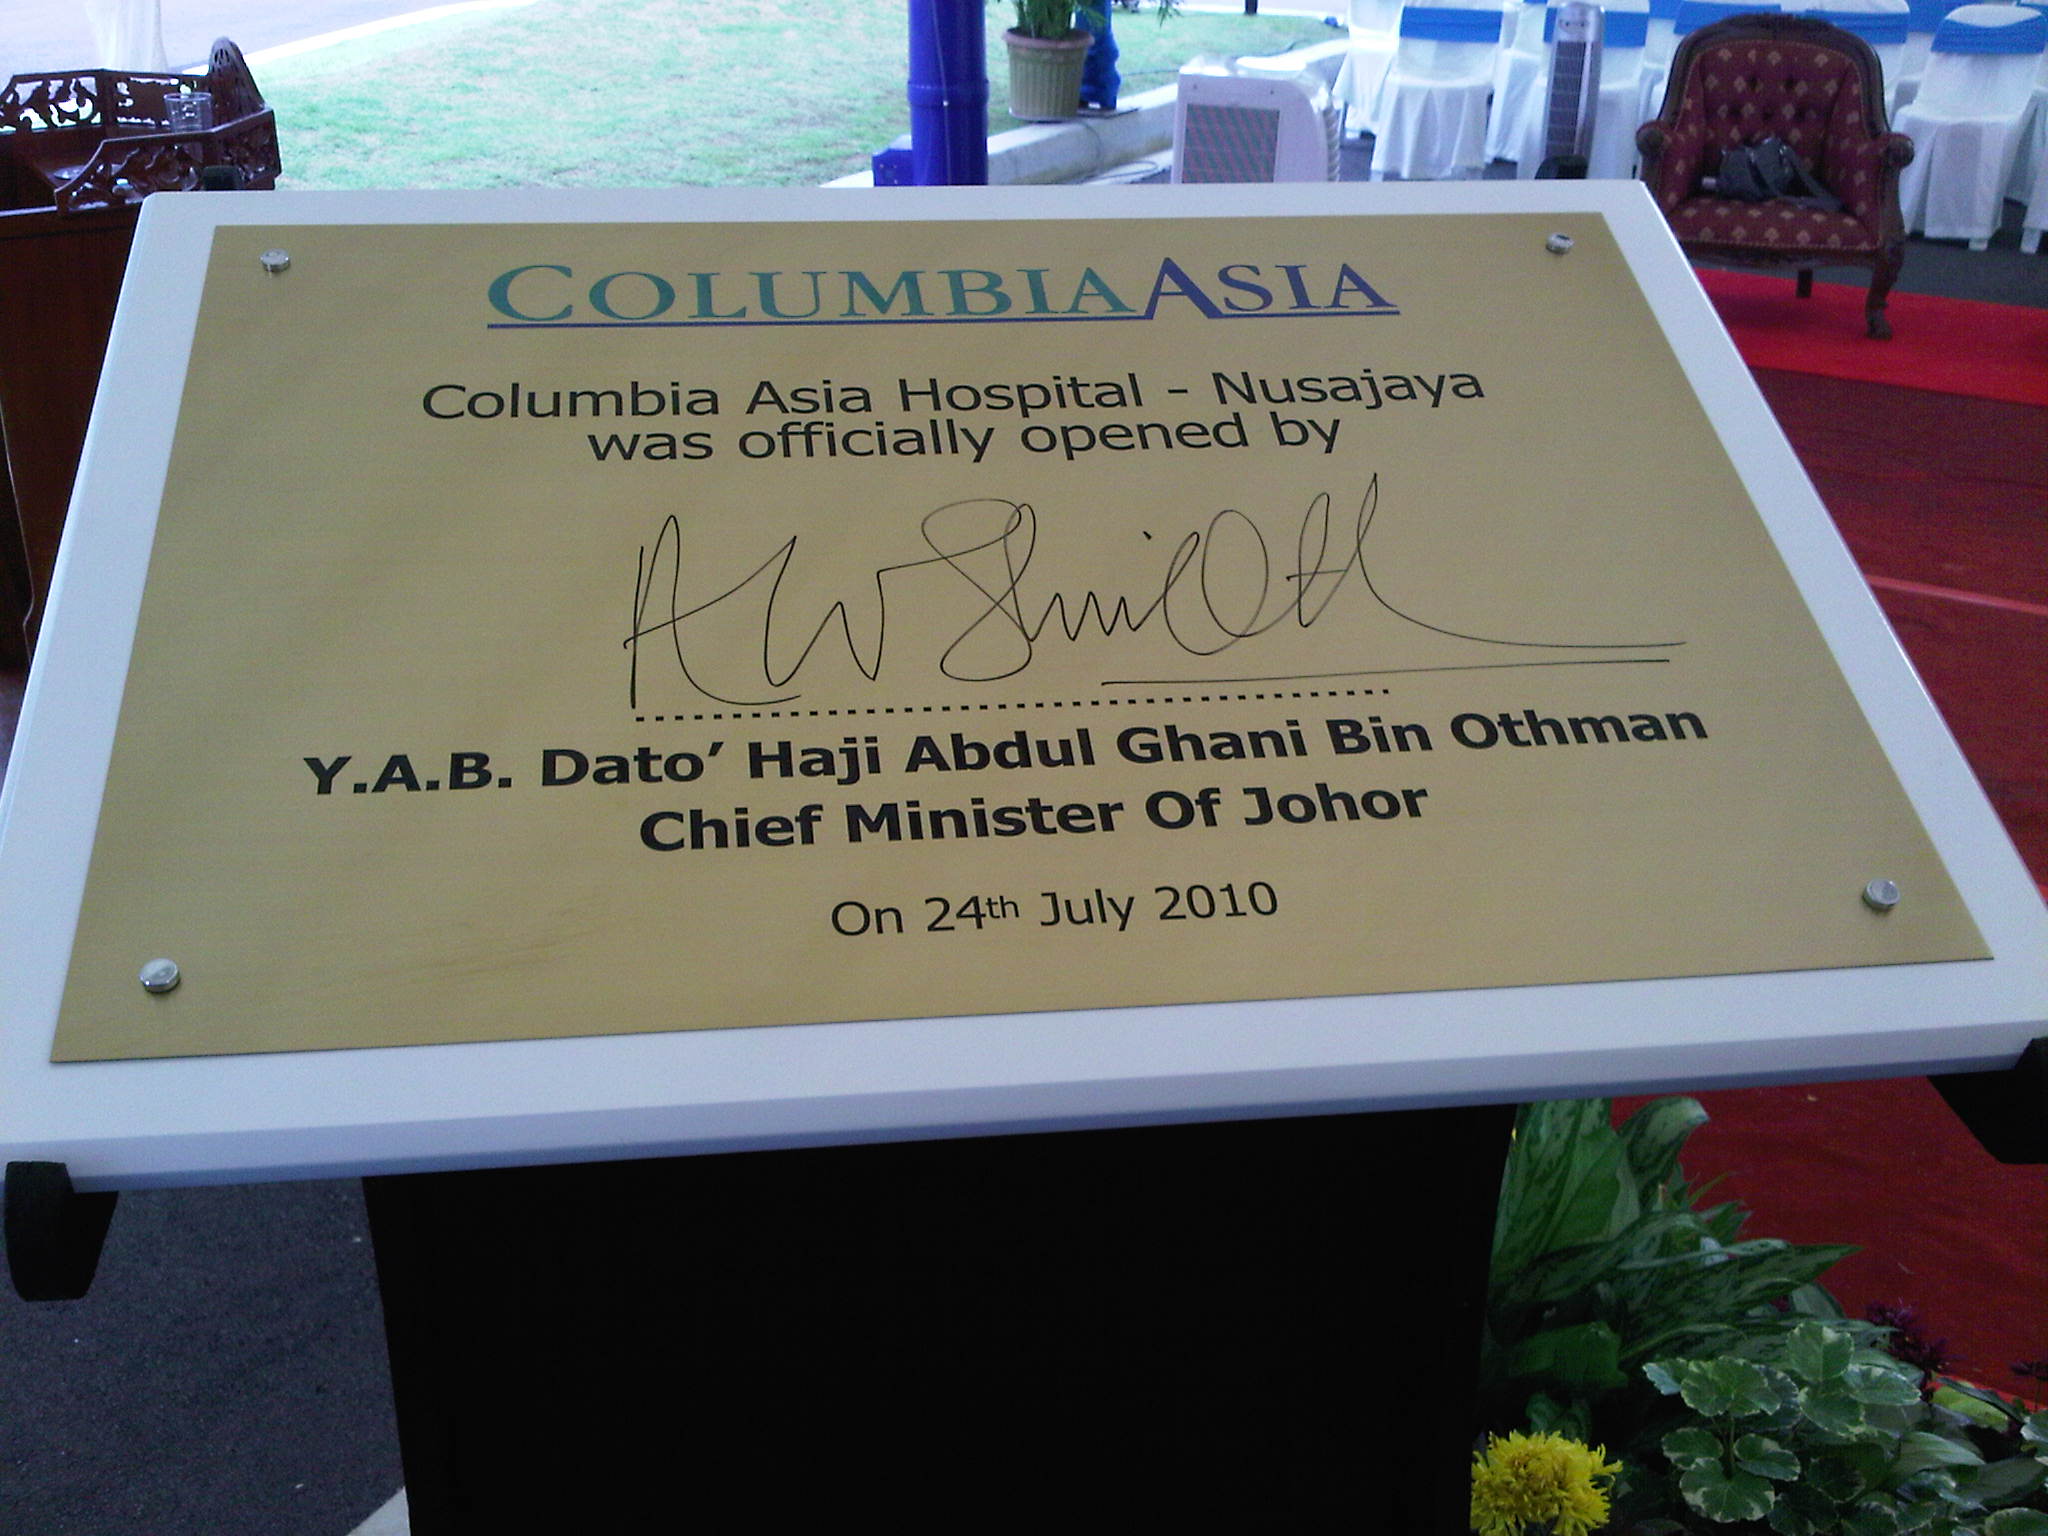 COLUMBIAASIA
Columbia Asia Hospital - Nusajaya
was officially opened by
Y.A.B. Dato’ Haji Abdul Ghani Bin Othman
Chief Minister Of Johor
On 24th July 2010